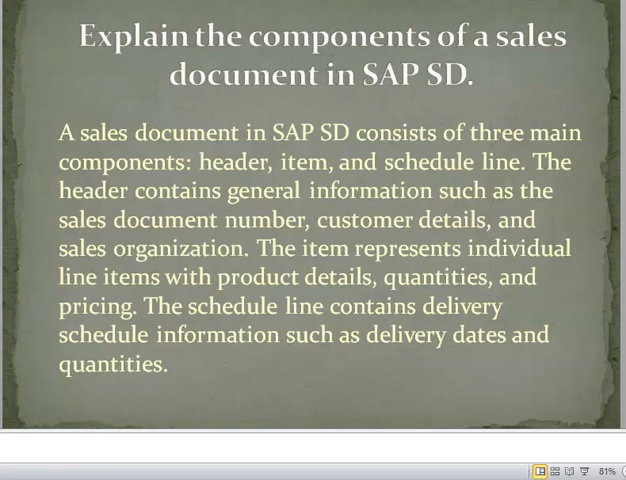 Explain the components of a sales
document in SAP SD.
A sales document in SAP SD consists of three main
components: header, item, and schedule line. The
header contains general information such as the
sales document number, customer details, and
sales organization. The item represents individual
line items with product details, quantities, and
pricing. The schedule line contains delivery
schedule information such as delivery dates and
quantities.
81%